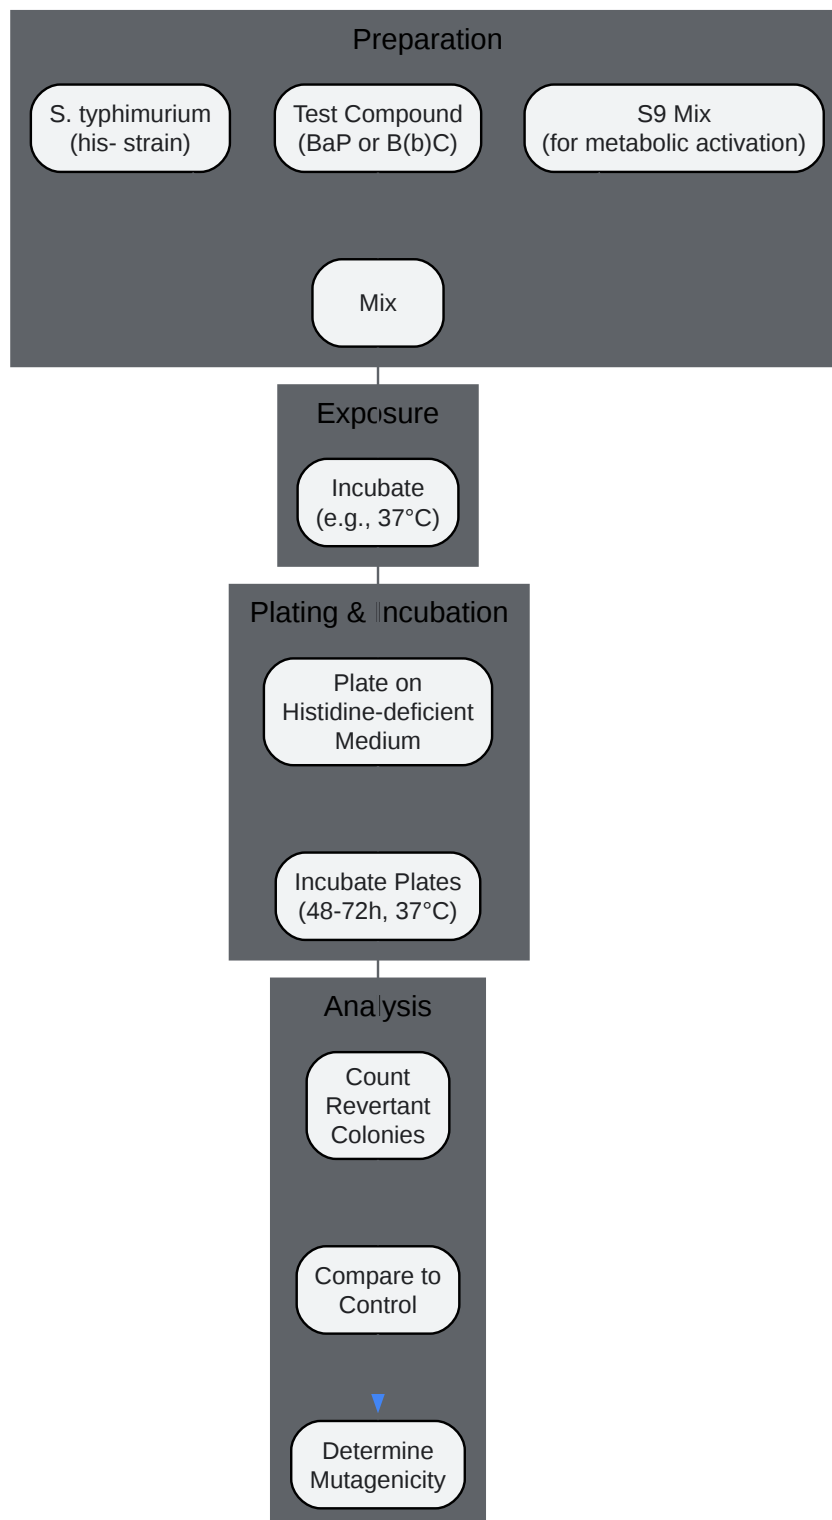 Preparation
S. typhimurium
(his- strain)
Test Compound
(BaP or B(b)C)
S9 Mix
(for metabolic activation)
Mix
Exposure
Incubate
(e.g., 37°C)
Plating & Incubation
Plate on
Histidine-deficient
Medium
Incubate Plates
(48-72h, 37°C)
Analysis
Count
Revertant
Colonies
Compare to
Control
Determine
Mutagenicity